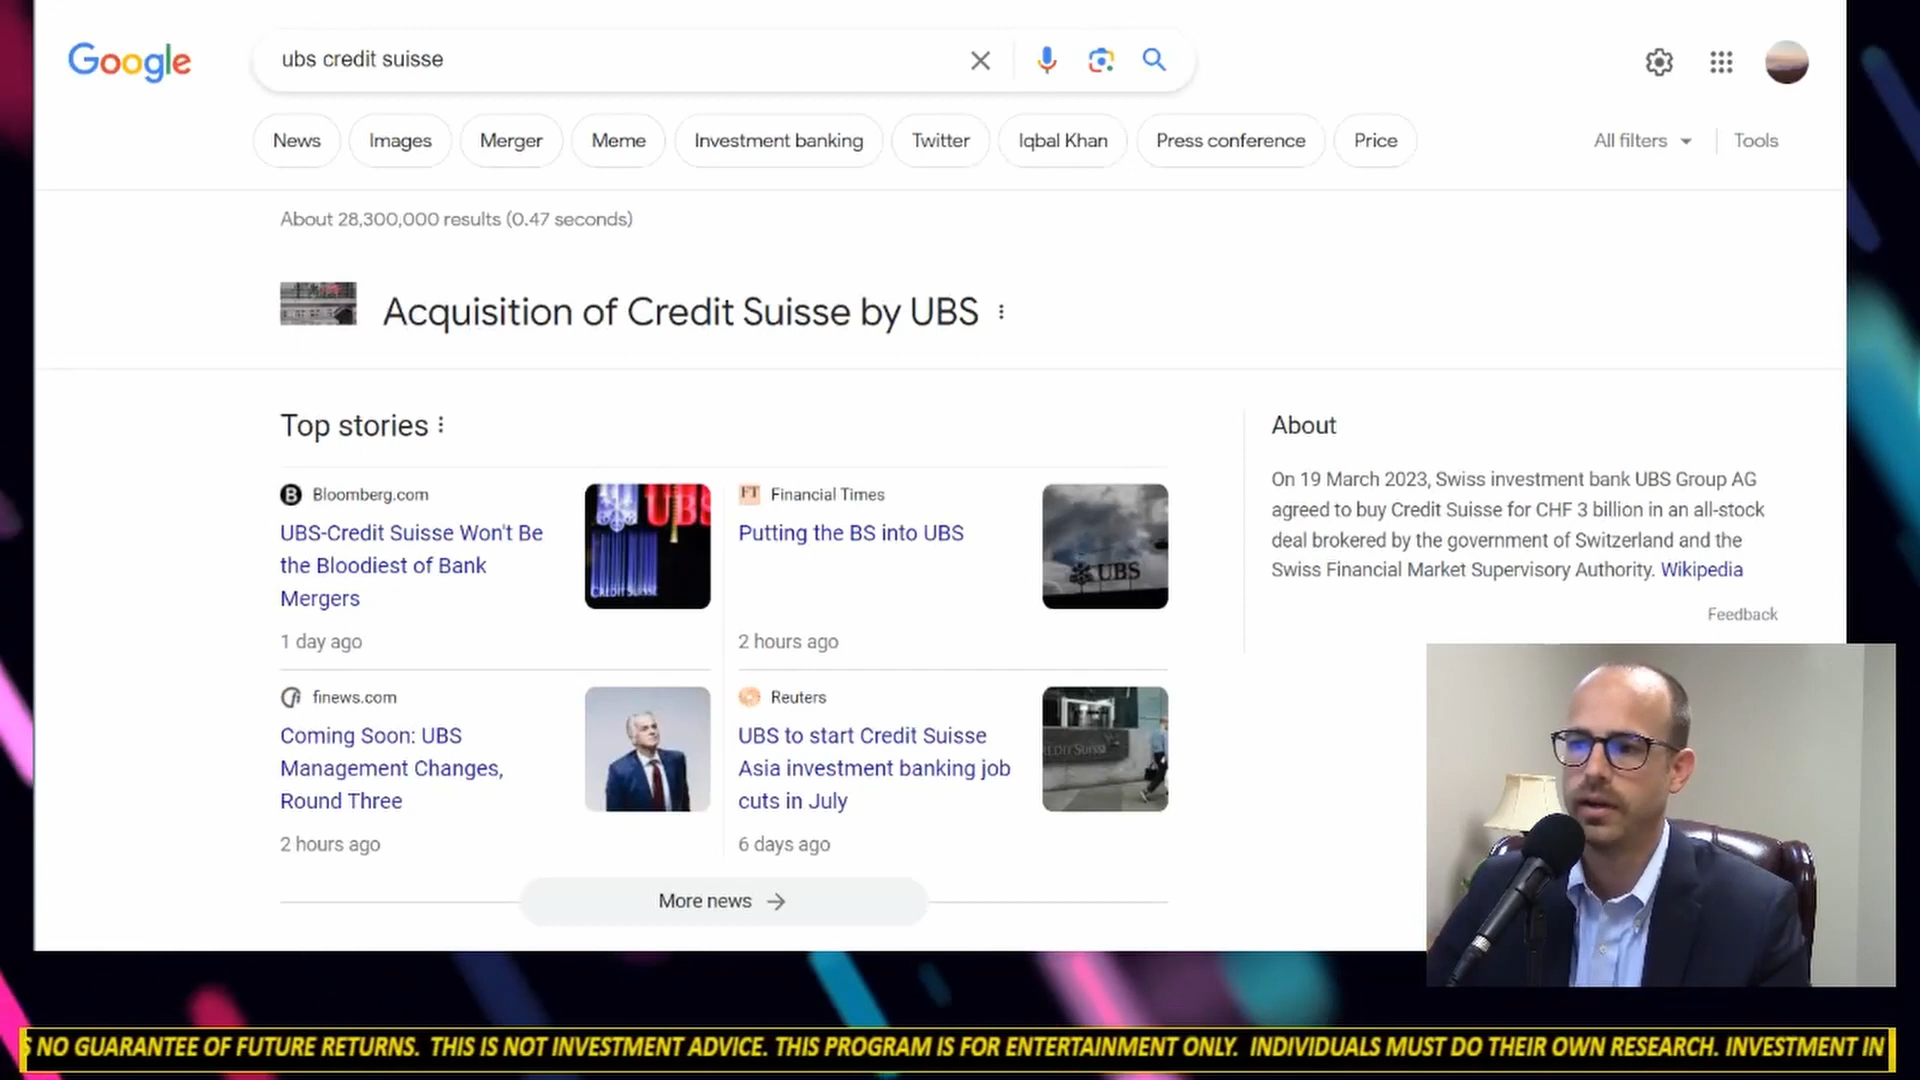 Google
ubs credit suisse
News
Images
Merger
Meme
Investment banking
Twitter
Iqbal Khan
Press conference
Price
All filters
Tools
About 28,300,000 results (0.47 seconds)
Acquisition of Credit Suisse by UBS
Top stories
Bloomberg.com
UBS-Credit Suisse Won't Be
the Bloodiest of Bank
Mergers
1 day ago
UBS
CREDIT SUISSE
FT
Financial Times
Putting the BS into UBS
2 hours ago
UBS
finews.com
Coming Soon: UBS
Management Changes,
Round Three
2 hours ago
Reuters
UBS to start Credit Suisse
Asia investment banking job
cuts in July
6 days ago
More news
About
On 19 March 2023, Swiss investment bank UBS Group AG
agreed to buy Credit Suisse for CHF 3 billion in an all-stock
deal brokered by the government of Switzerland and the
Swiss Financial Market Supervisory Authority. Wikipedia
Feedback
NO GUARANTEE OF FUTURE RETURNS. THIS IS NOT INVESTMENT ADVICE. THIS PROGRAM IS FOR ENTERTAINMENT ONLY. INDIVIDUALS MUST DO THEIR OWN RESEARCH. INVESTMENT IN